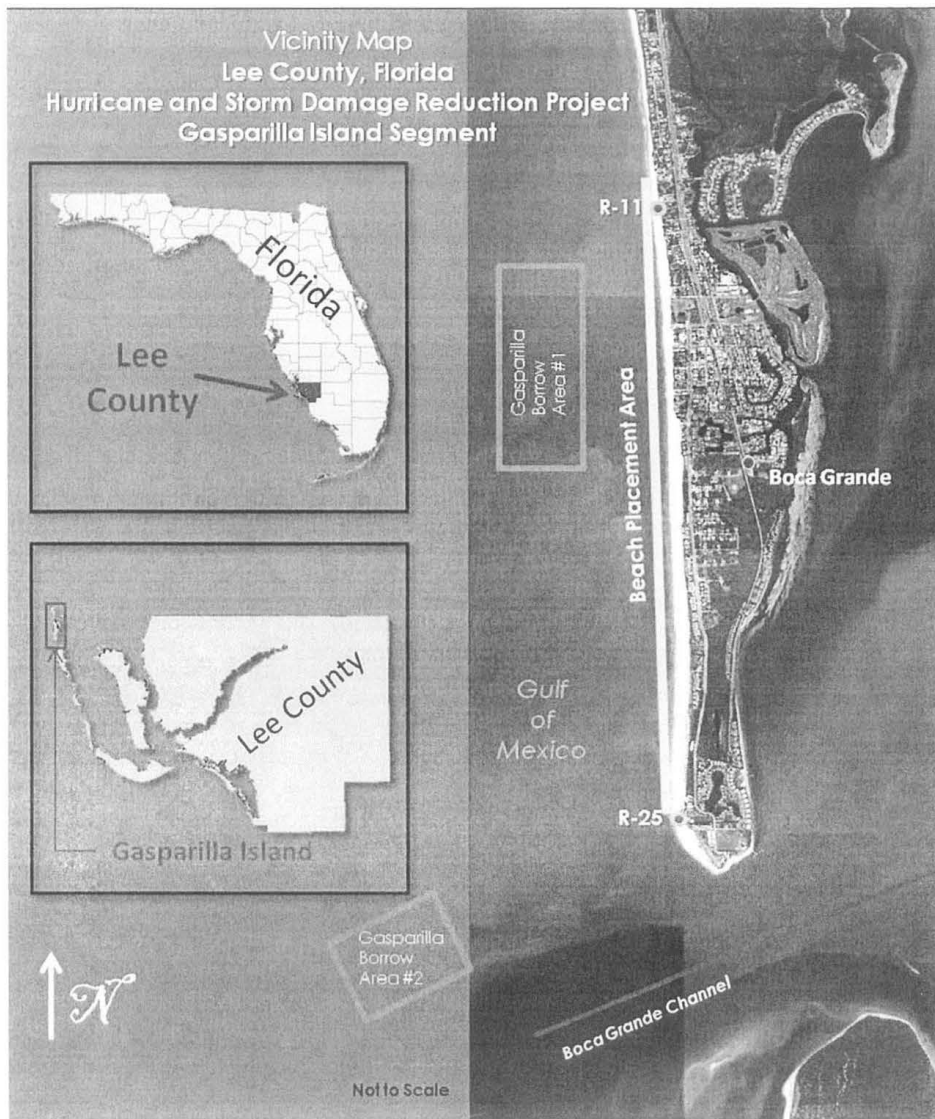 Vicinity Map
Lee County, Florida
Hurricane and Storm Damage Reduction Project
Gasparilla Island Segment
Florida
Lee
County
Lee County
Gasparilla Island
R-11
Gasparilla
Borrow
Area #1
Beach Placement Area
Boca Grande
Gulf
of
Mexico
R-25
Gasparilla
Borrow
Area #2
N
Boca Grande Channel
Not to Scale